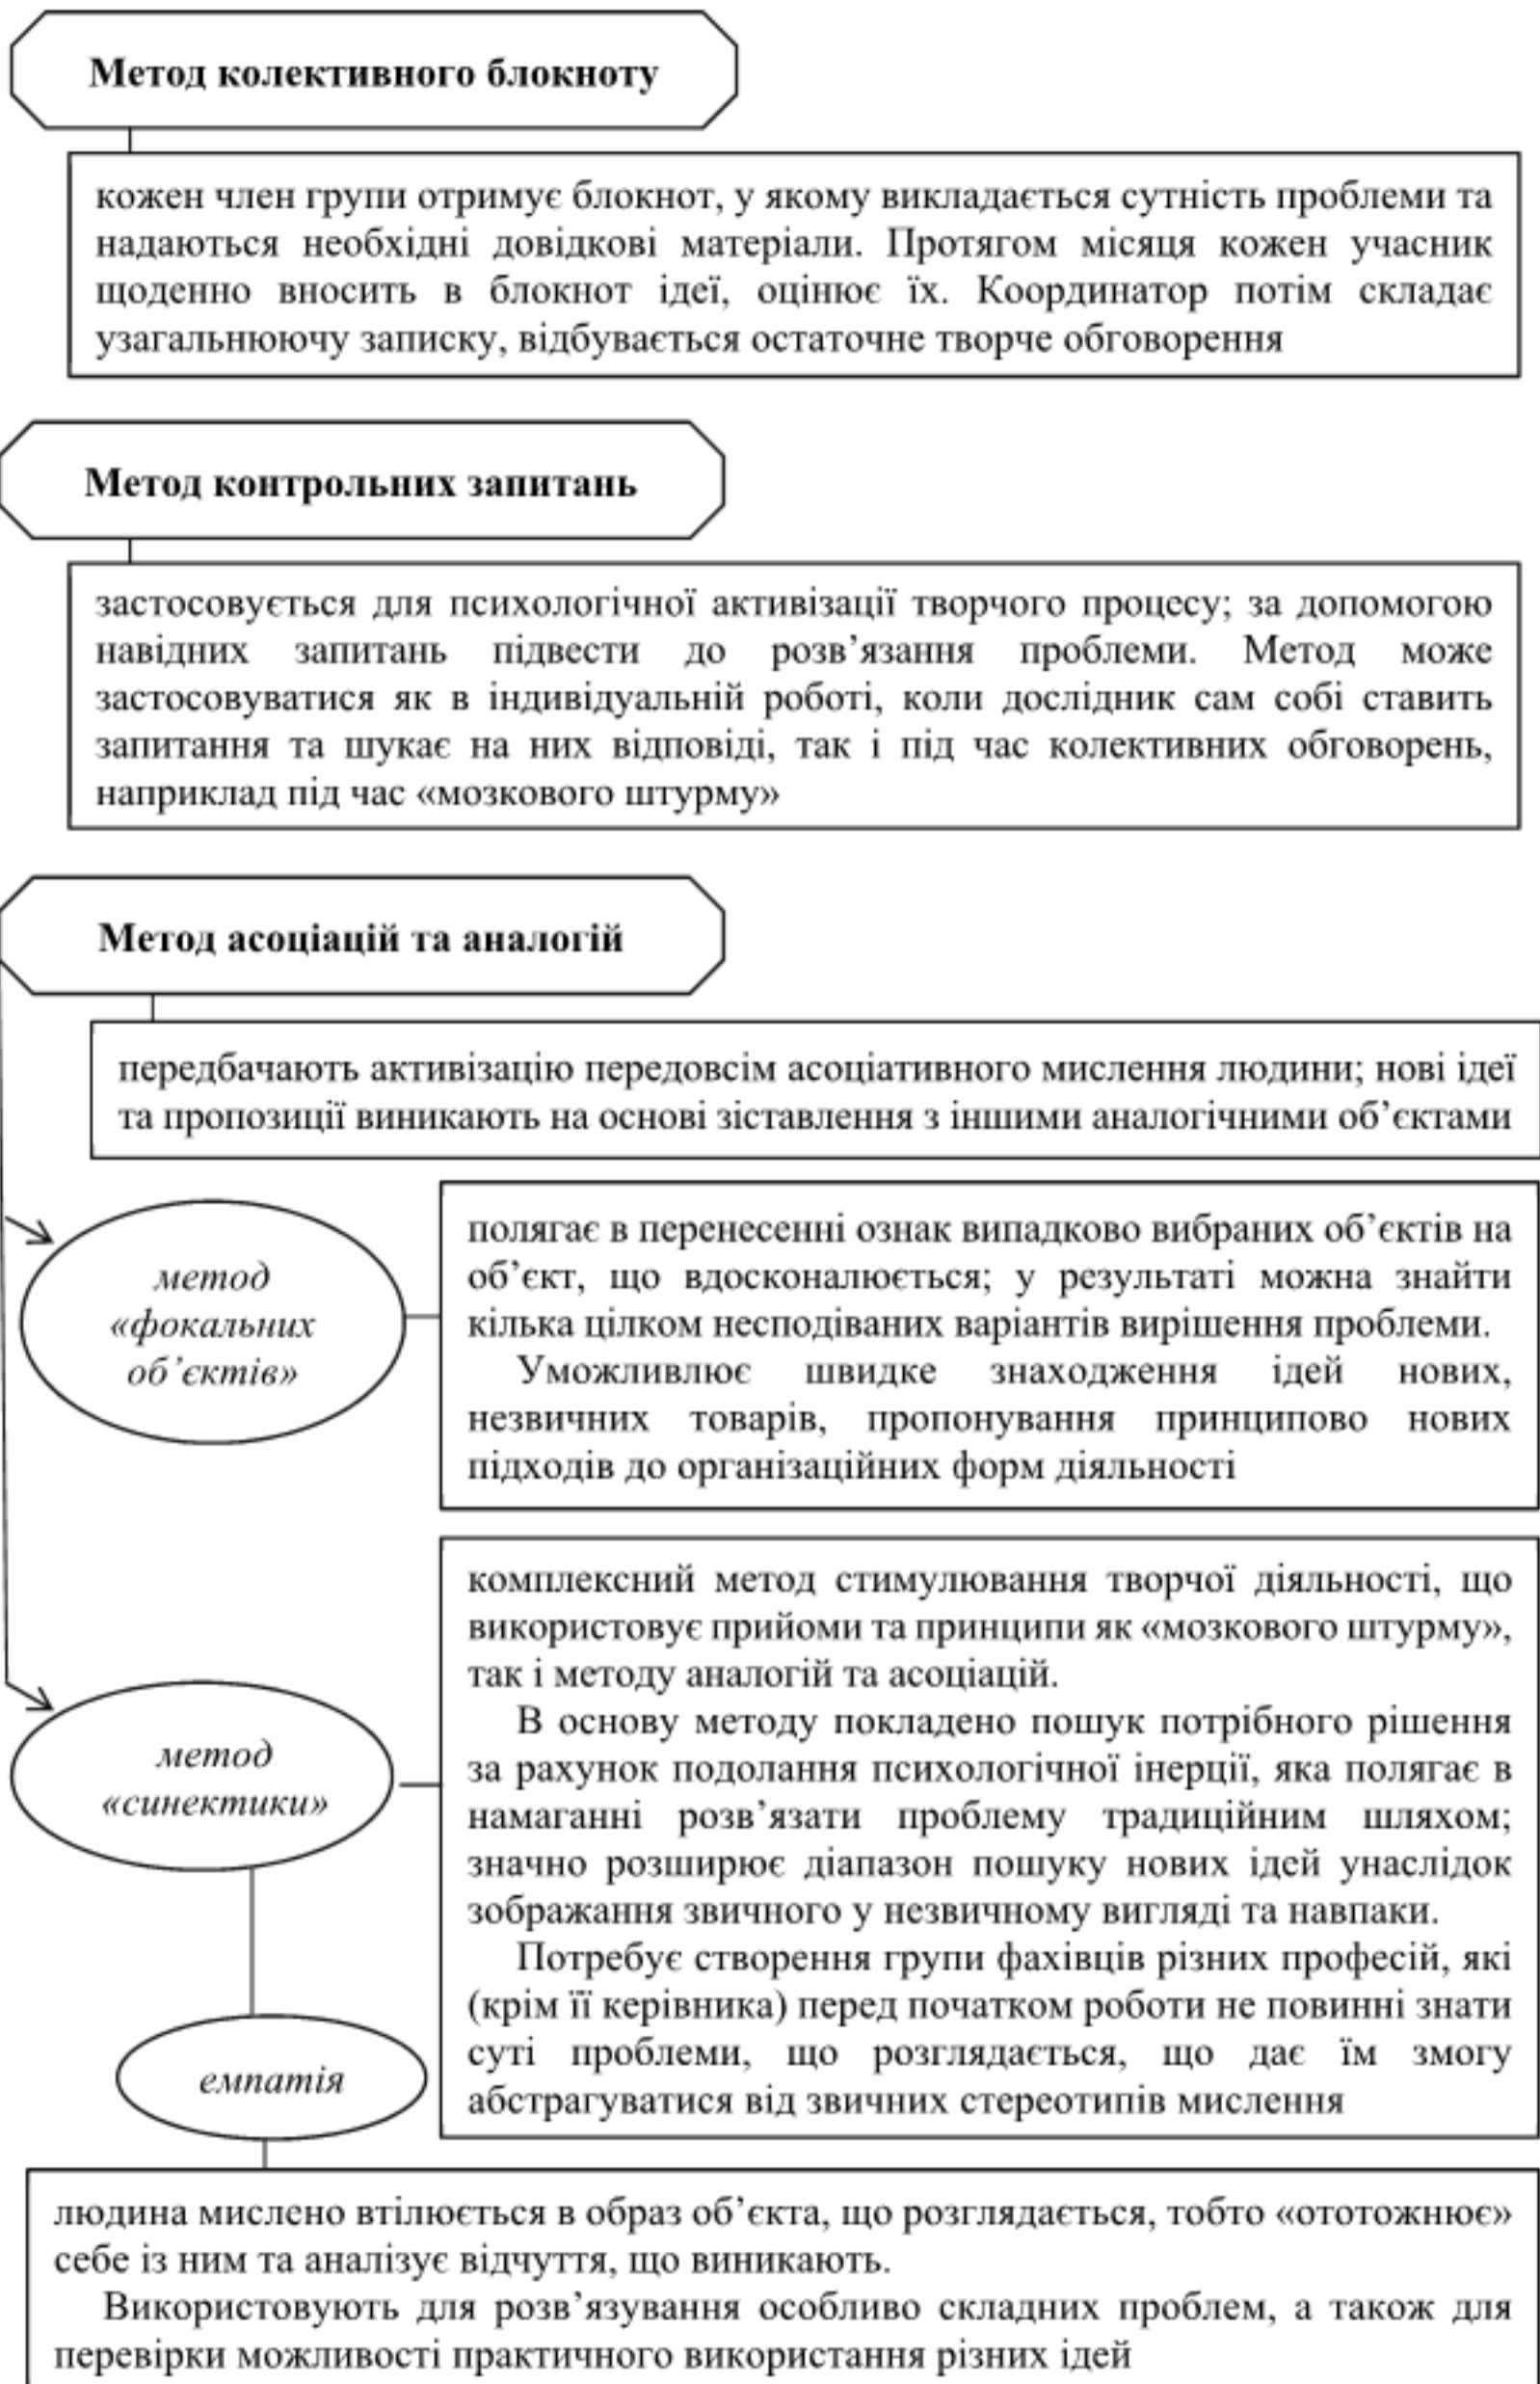 Метод колективного блокноту
кожен член групи отримує блокнот, у якому викладається сутність проблеми та
надаються необхідні довідкові матеріали. Протягом місяця кожен учасник
щоденно вносить в блокнот ідеї, оцінює їх. Координатор потім складає
узагальнюючу записку, відбувається остаточне творче обговорення
Метод контрольних запитань
застосовується для психологічної активізації творчого процесу; за допомогою
навідних запитань підвести до розв’язання проблеми. Метод може
застосовуватися як в індивідуальній роботі, коли дослідник сам собі ставить
запитання та шукає на них відповіді, так і під час колективних обговорень,
наприклад під час «мозкового штурму»
Метод асоціацій та аналогій
передбачають активізацію передовсім асоціативного мислення людини; нові ідеї
та пропозиції виникають на основі зіставлення з іншими аналогічними об’єктами
метод
«фокальних
об’єктів»
полягає в перенесенні ознак випадково вибраних об’єктів на
об’єкт, що вдосконалюється; у результаті можна знайти
кілька цілком несподіваних варіантів вирішення проблеми.
Уможливлює швидке знаходження ідей нових,
незвичних товарів, пропонування принципово нових
підходів до організаційних форм діяльності
метод
«синектики»
комплексний метод стимулювання творчої діяльності, що
використовує прийоми та принципи як «мозкового штурму»,
так і методу аналогій та асоціацій.
В основу методу покладено пошук потрібного рішення
за рахунок подолання психологічної інерції, яка полягає в
намаганні розв’язати проблему традиційним шляхом;
значно розширює діапазон пошуку нових ідей унаслідок
зображання звичного у незвичному вигляді та навпаки.
Потребує створення групи фахівців різних професій, які
(крім її керівника) перед початком роботи не повинні знати
суті проблеми, що розглядається, що дає їм змогу
абстрагуватися від звичних стереотипів мислення
емпатія
людина мислено втілюється в образ об’єкта, що розглядається, тобто «ототожнює»
себе із ним та аналізує відчуття, що виникають.
Використовують для розв’язування особливо складних проблем, а також для
перевірки можливості практичного використання різних ідей